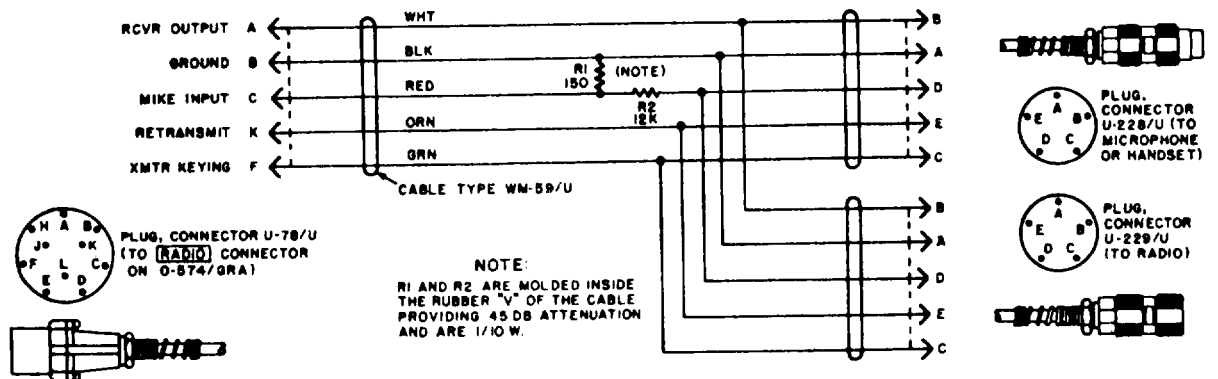 RCVR OUTPUT A
WHT
B
GROUND B
BLK
A
R1
150
(NOTE)
MIKE INPUT C
RED
D
R2
12K
RETRANSMIT K
ORN
E
XMTR KEYING F
GRN
C
CABLE TYPE WM-59/U
B
A
D
E
C
PLUG,
CONNECTOR
U-228/U (TO
MICROPHONE
OR HANDSET)
A
E B
D C
PLUG,
CONNECTOR
U-229/U
(TO RADIO)
A
E B
D C
H A B
J K
F L C
E D
PLUG, CONNECTOR U-78/U
(TO RADIO CONNECTOR
ON O-574/GRA)
NOTE:
R1 AND R2 ARE MOLDED INSIDE
THE RUBBER "V" OF THE CABLE
PROVIDING 45 DB ATTENUATION
AND ARE 1/10 W.